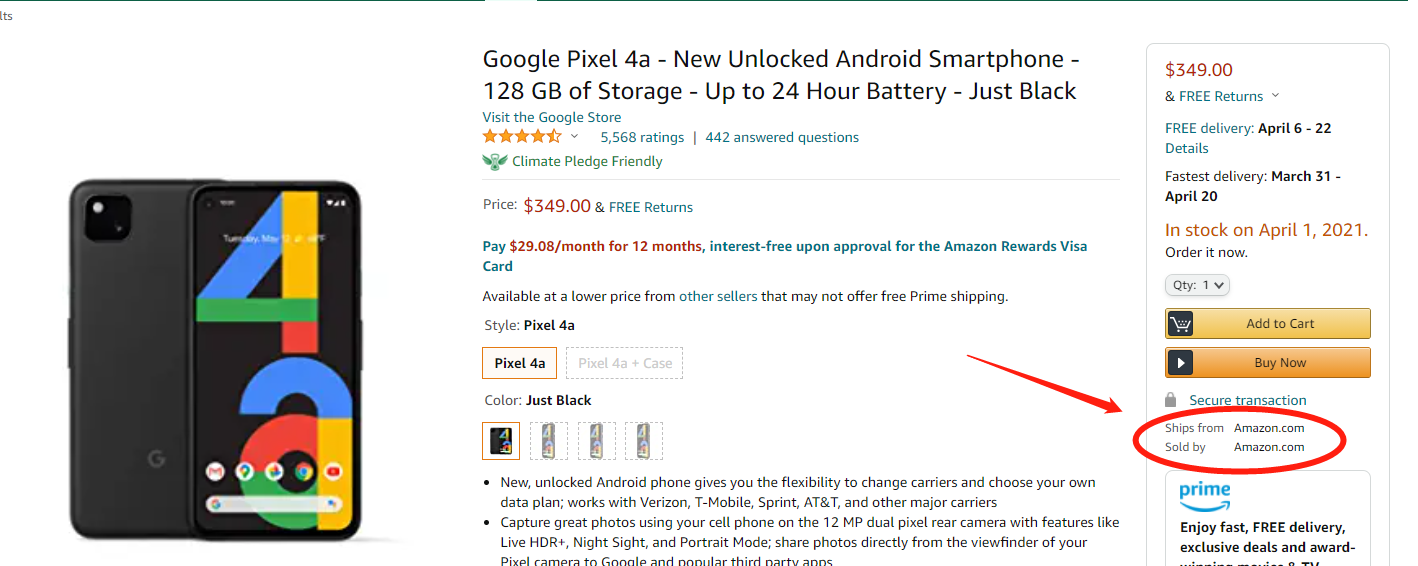 lts
Google Pixel 4a - New Unlocked Android Smartphone -
128 GB of Storage - Up to 24 Hour Battery - Just Black
Visit the Google Store
5,568 ratings | 442 answered questions
Climate Pledge Friendly
Price: $349.00 & FREE Returns
Pay $29.08/month for 12 months, interest-free upon approval for the Amazon Rewards Visa
Card
Available at a lower price from other sellers that may not offer free Prime shipping.
Style: Pixel 4a
Pixel 4a
Pixel 4a + Case
Color: Just Black
New, unlocked Android phone gives you the flexibility to change carriers and choose your own
data plan; works with Verizon, T-Mobile, Sprint, AT&T, and other major carriers
Capture great photos using your cell phone on the 12 MP dual pixel rear camera with features like
Live HDR+, Night Sight, and Portrait Mode; share photos directly from the viewfinder of your
Pixel camera to Google and popular third party apps
$349.00
& FREE Returns
FREE delivery: April 6 - 22
Details
Fastest delivery: March 31 -
April 20
In stock on April 1, 2021.
Order it now.
Qty: 1
Add to Cart
Buy Now
Secure transaction
Ships from Amazon.com
Sold by Amazon.com
prime
Enjoy fast, FREE delivery,
exclusive deals and award-
winning movies & TV